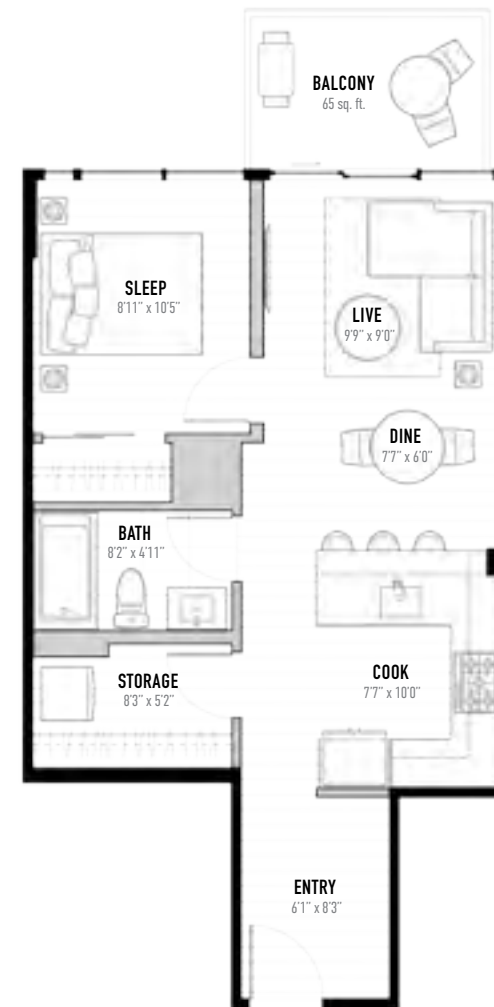 BALCONY
65 sq. ft.
SLEEP
8'11" x 10'5"
LIVE
9'9" x 9'0"
DINE
7'7" x 6'0"
BATH
8'2" x 4'11"
STORAGE
8'3" x 5'2"
COOK
7'7" x 10'0"
ENTRY
6'1" x 8'3"